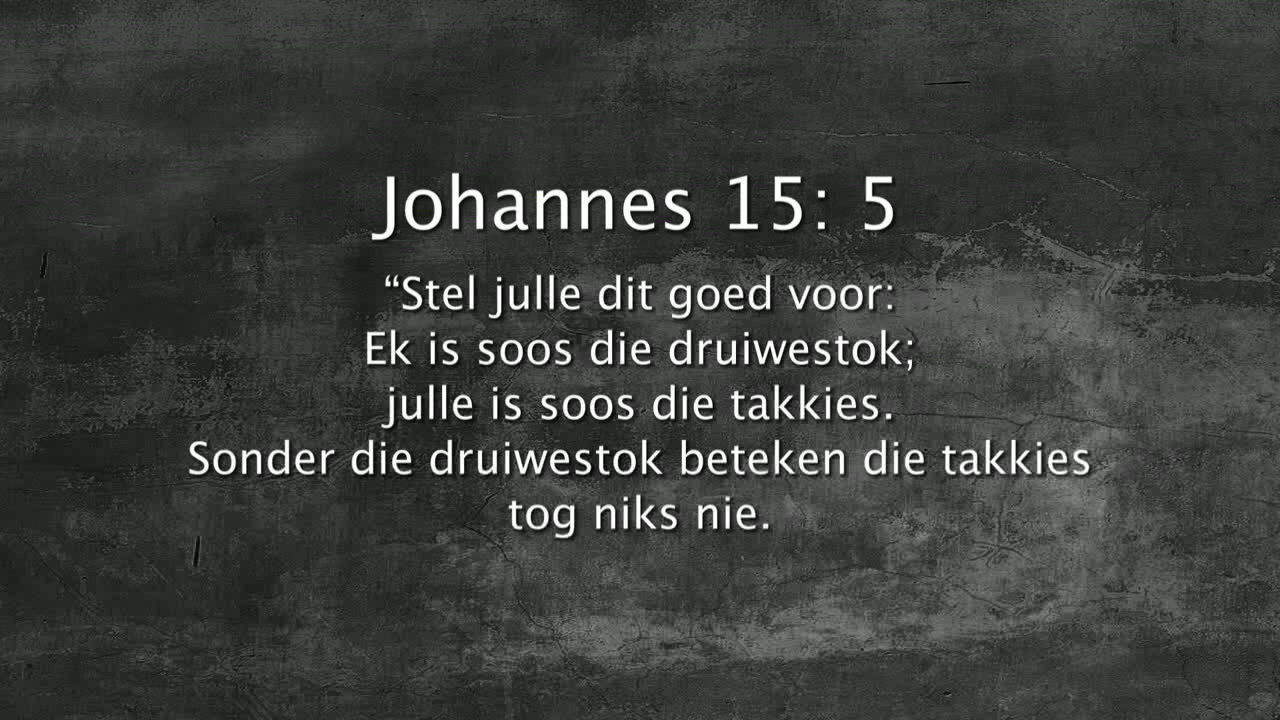 Johannes 15: 5
“Stel julle dit goed voor:
Ek is soos die druiwestok;
julle is soos die takkies.
Sonder die druiwestok beteken die takkies
tog niks nie.